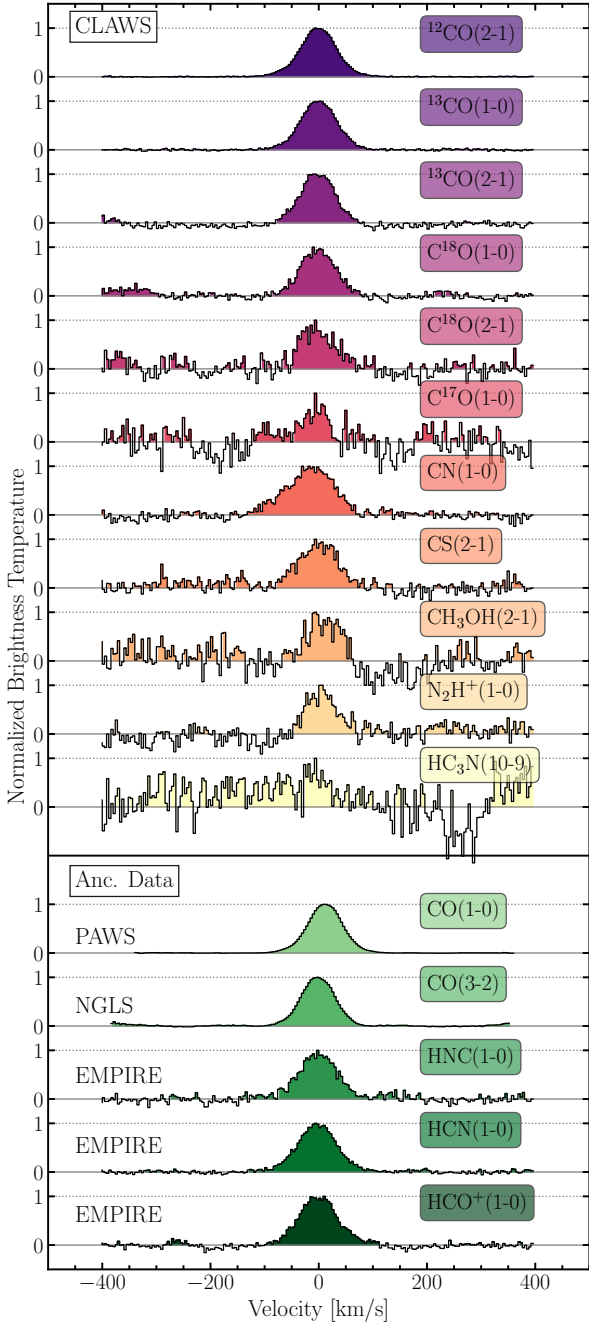 CLAWS
¹²CO(2-1)
1
0
¹³CO(1-0)
1
0
¹³CO(2-1)
1
0
C¹⁸O(1-0)
1
0
C¹⁸O(2-1)
1
0
C¹⁷O(1-0)
1
0
CN(1-0)
1
0
CS(2-1)
1
0
CH₃OH(2-1)
1
0
N₂H⁺(1-0)
1
0
HC₃N(10-9)
1
0
Normalized Brightness Temperature
Anc. Data
CO(1-0)
1
PAWS
0
CO(3-2)
1
NGLS
0
HNC(1-0)
1
EMPIRE
0
HCN(1-0)
1
EMPIRE
0
HCO⁺(1-0)
1
EMPIRE
0
−400 −200 0 200 400
Velocity [km/s]